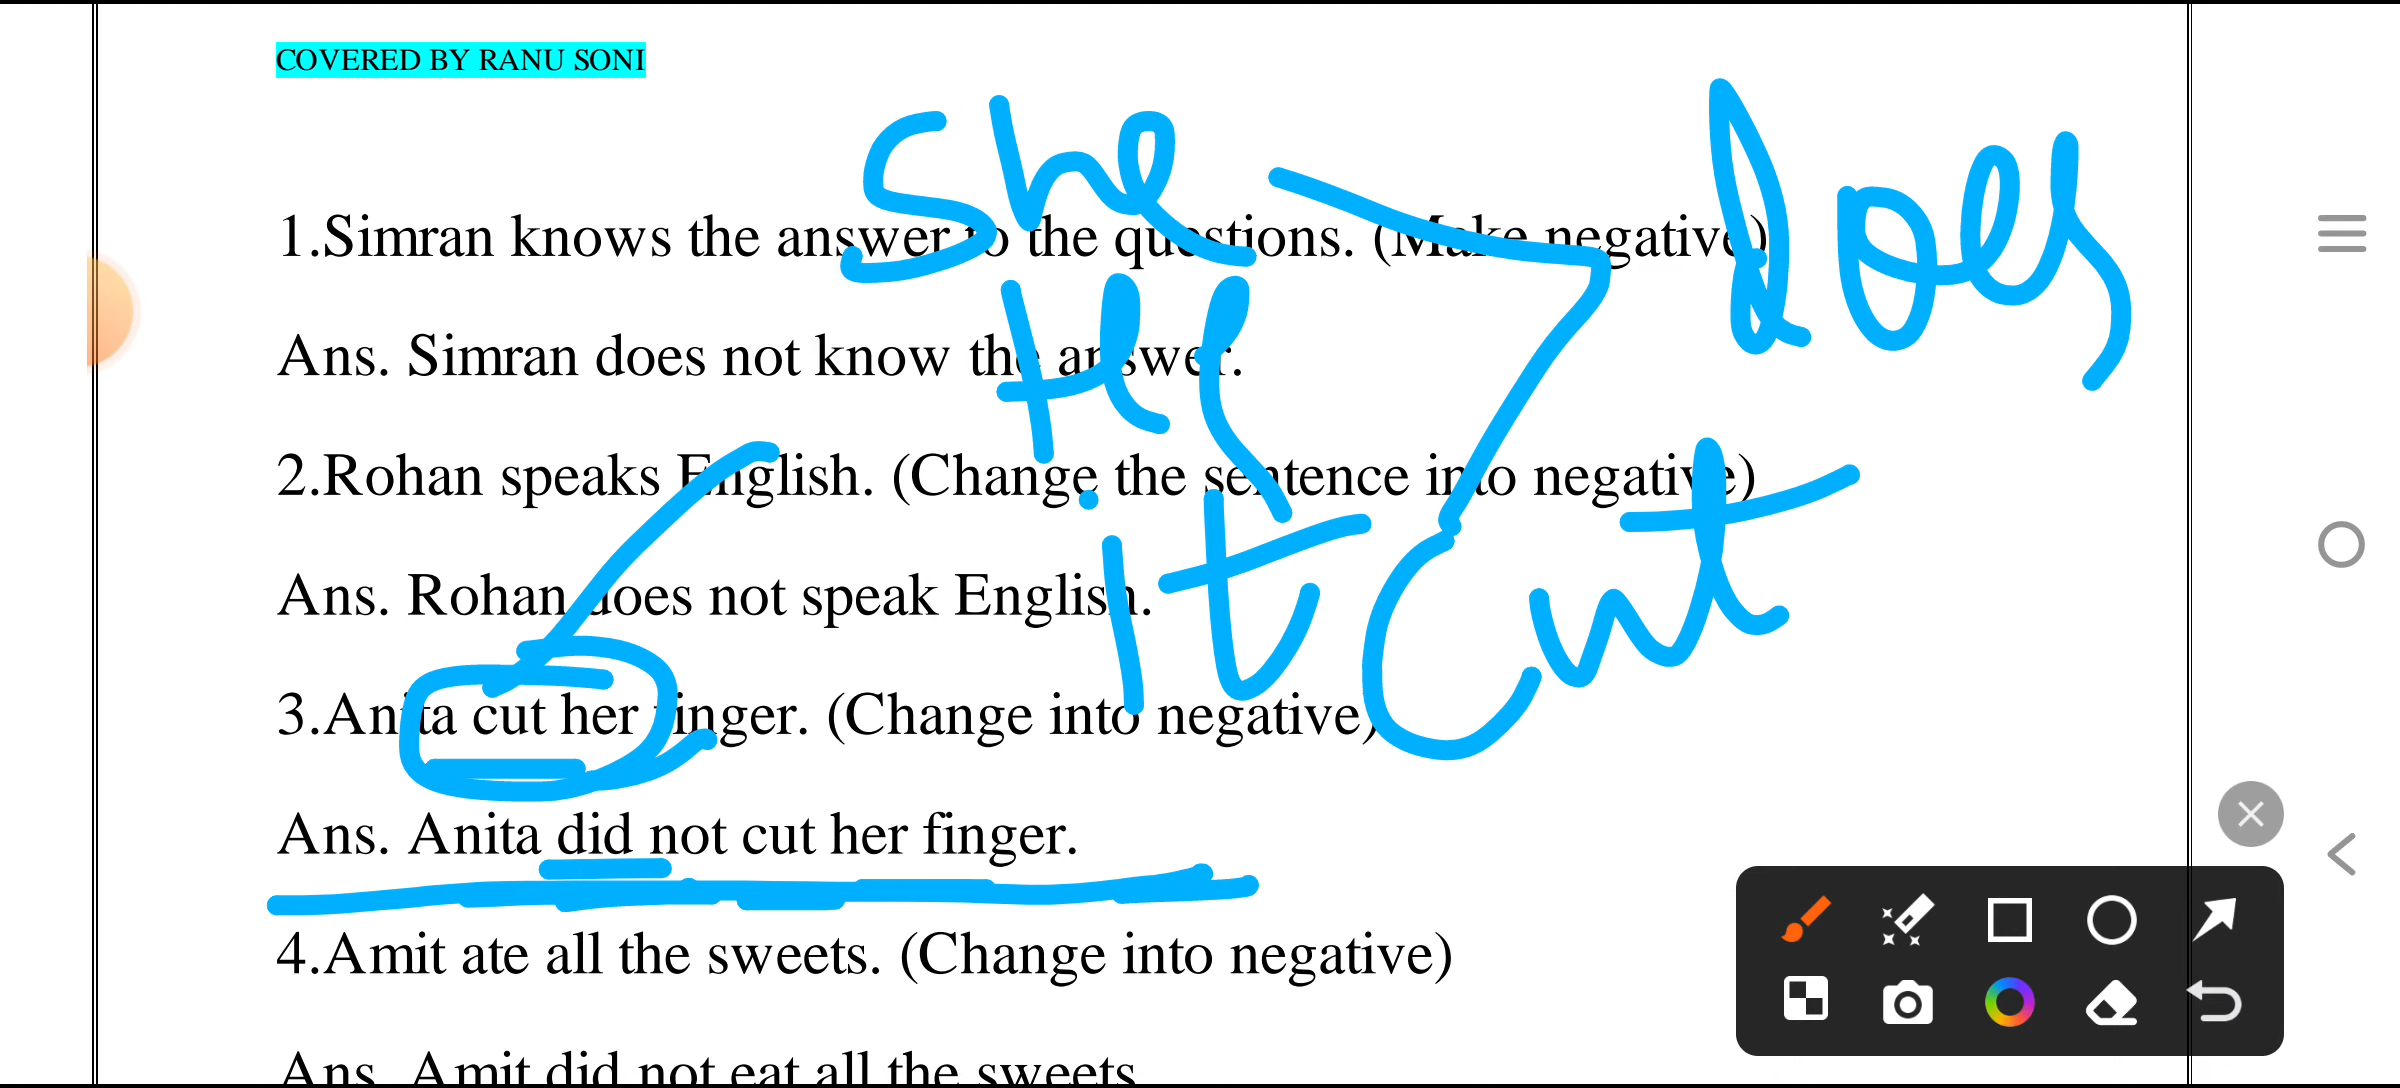 COVERED BY RANU SONI
1.Simran knows the answer to the questions. (Make negative)
Ans. Simran does not know the answer.
2.Rohan speaks English. (Change the sentence into negative)
Ans. Rohan does not speak English.
3.Anita cut her finger. (Change into negative)
Ans. Anita did not cut her finger.
4.Amit ate all the sweets. (Change into negative)
Ans. Amit did not eat all the sweets
she
does
He
it
cut